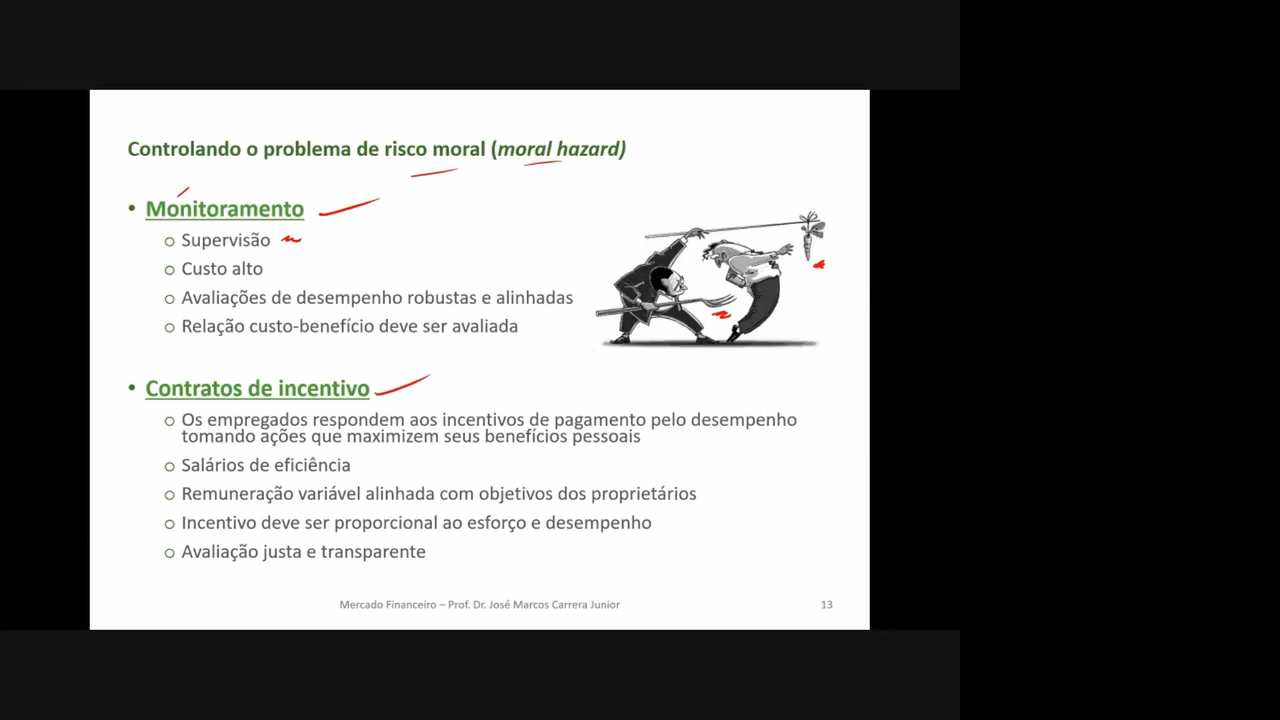 Controlando o problema de risco moral (moral hazard)
• Monitoramento
o Supervisão
o Custo alto
o Avaliações de desempenho robustas e alinhadas
o Relação custo-benefício deve ser avaliada
• Contratos de incentivo
o Os empregados respondem aos incentivos de pagamento pelo desempenho
tomando ações que maximizem seus benefícios pessoais
o Salários de eficiência
o Remuneração variável alinhada com objetivos dos proprietários
o Incentivo deve ser proporcional ao esforço e desempenho
o Avaliação justa e transparente
Mercado Financeiro – Prof. Dr. José Marcos Carrera Junior
13